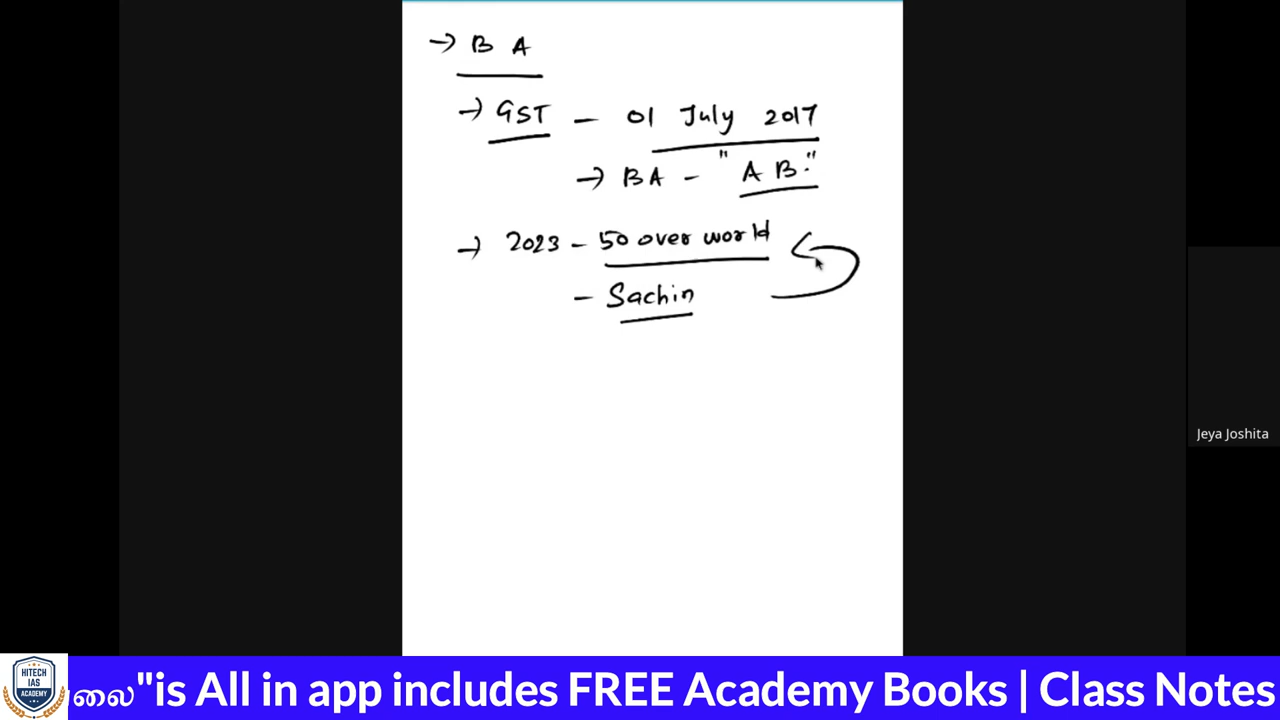 → B A
→ GST - 01 July 2017
→ BA - "A B."
→ 2023 - 50 over world
- Sachin
Jeya Joshita
HITECH
IAS
ACADEMY
லை"is All in app includes FREE Academy Books | Class Notes